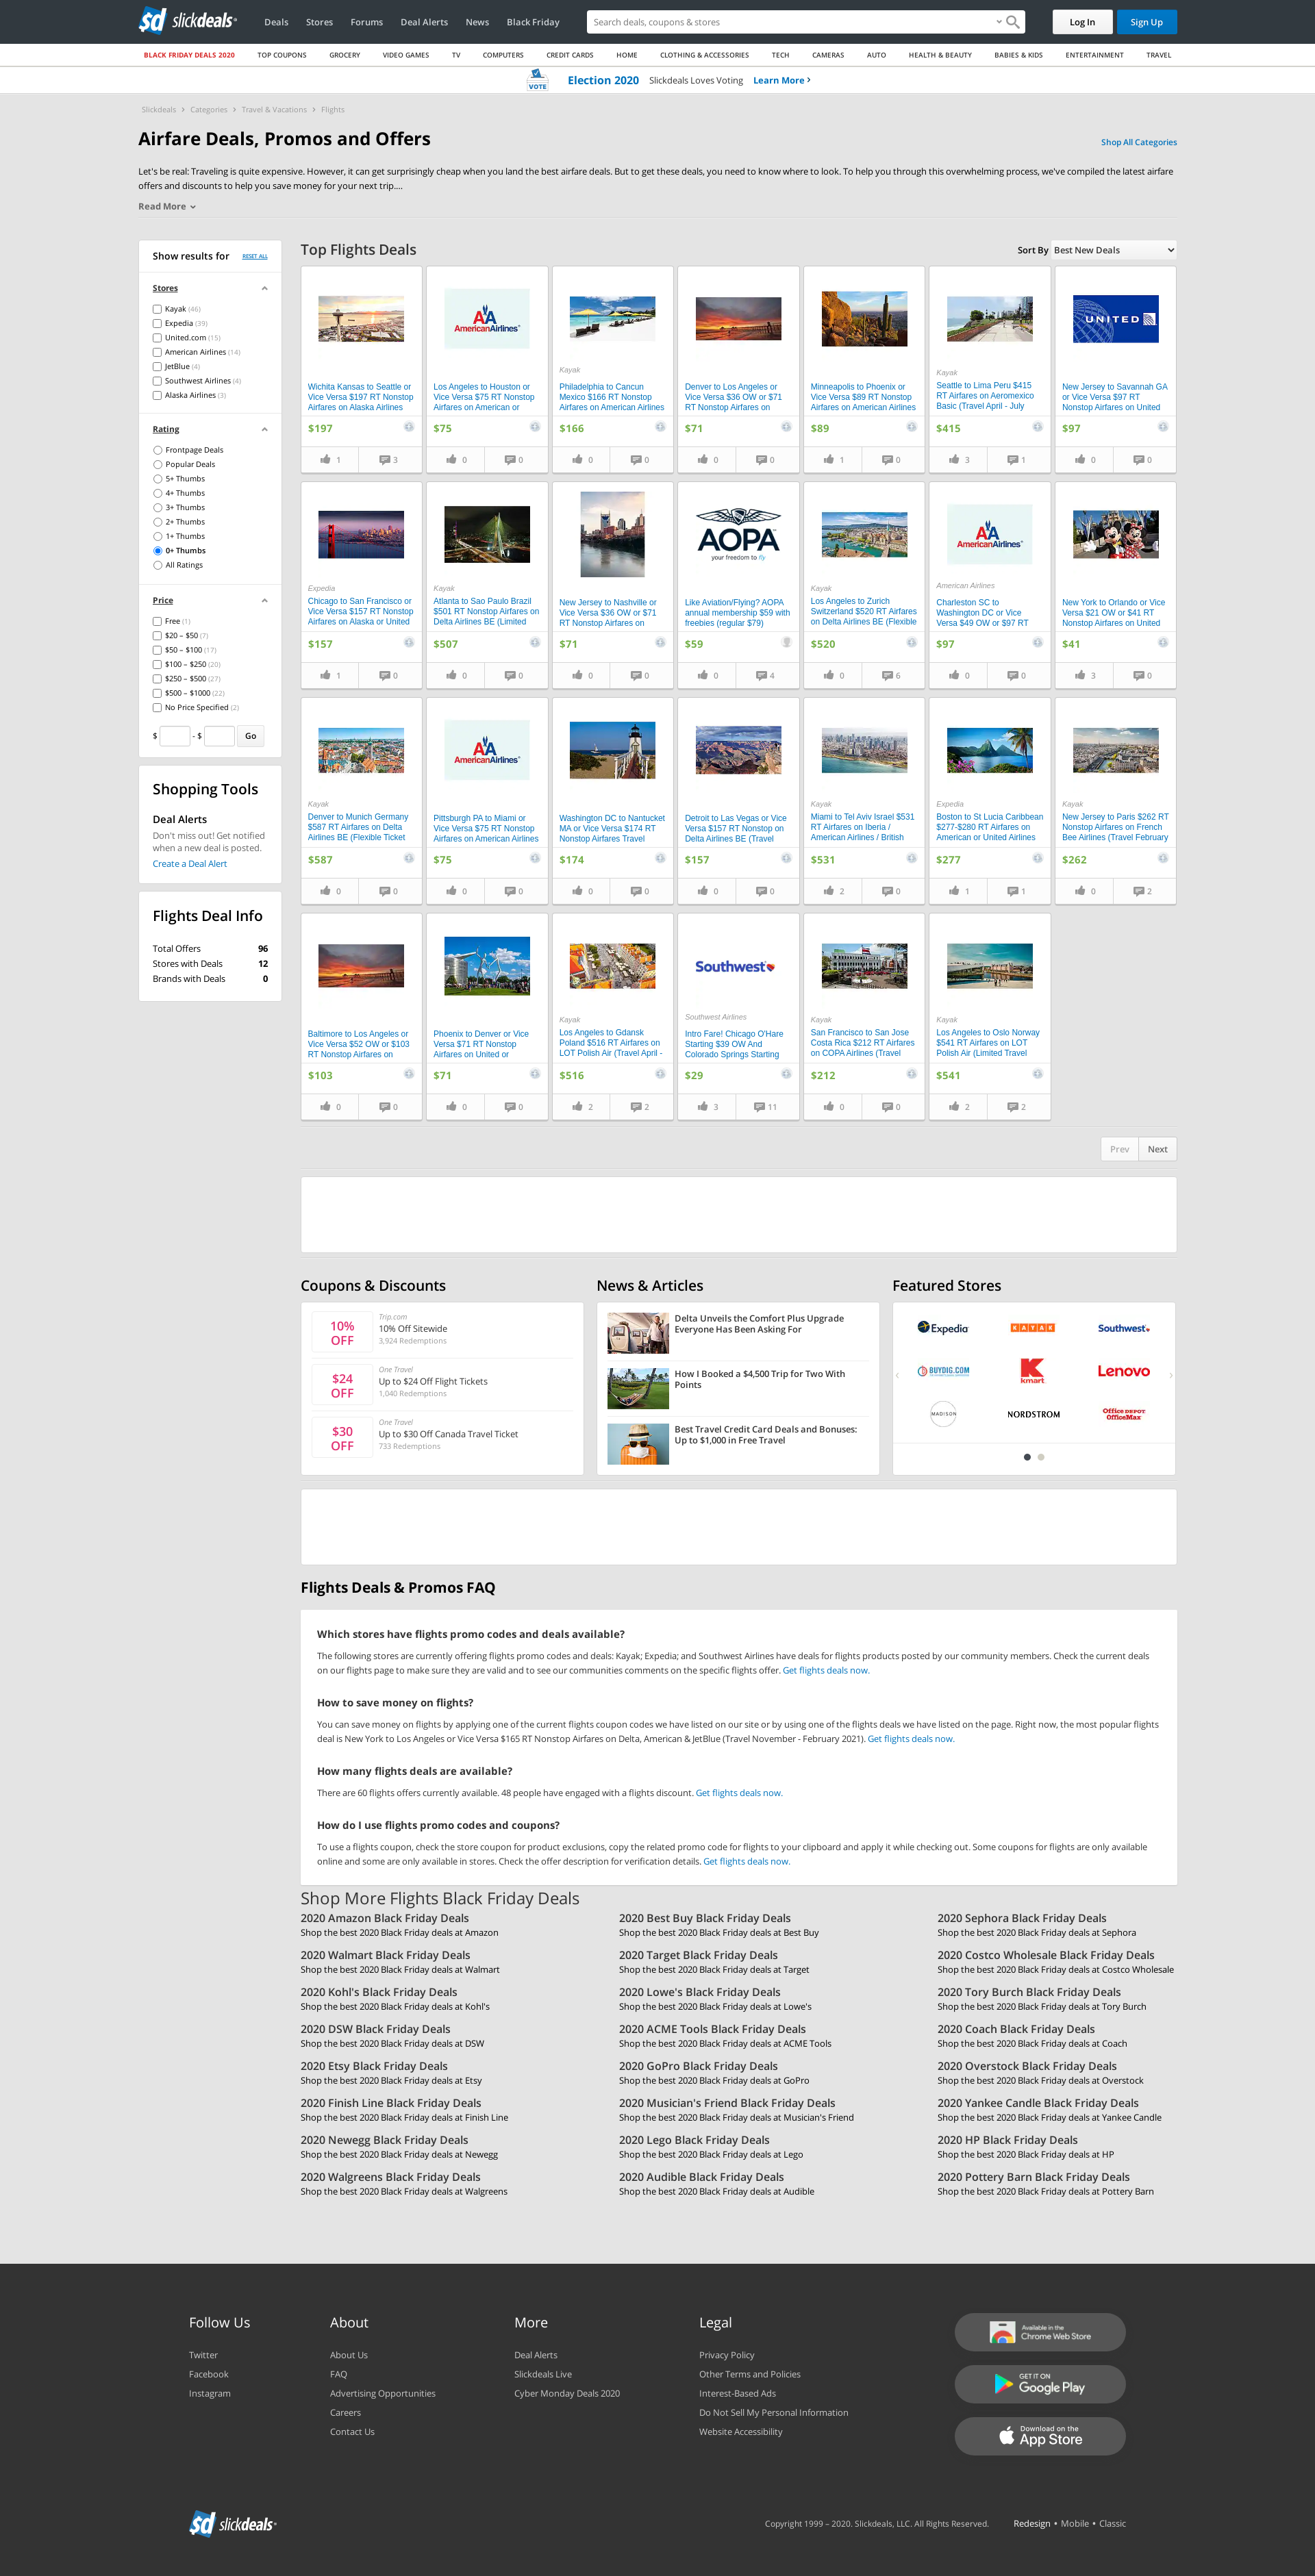 slickdeals
Deals Stores Forums Deal Alerts News Black Friday
Search deals, coupons & stores
Log In Sign Up
BLACK FRIDAY DEALS 2020 TOP COUPONS GROCERY VIDEO GAMES TV COMPUTERS CREDIT CARDS HOME CLOTHING & ACCESSORIES TECH CAMERAS AUTO HEALTH & BEAUTY BABIES & KIDS ENTERTAINMENT TRAVEL
VOTE Election 2020 Slickdeals Loves Voting Learn More
Slickdeals Categories Travel & Vacations Flights
Airfare Deals, Promos and Offers
Shop All Categories
Let's be real: Traveling is quite expensive. However, it can get surprisingly cheap when you land the best airfare deals. But to get these deals, you need to know where to look. To help you through this overwhelming process, we've compiled the latest airfare
offers and discounts to help you save money for your next trip....
Read More
Show results for RESET ALL
Stores
Kayak (46)
Expedia (39)
United.com (15)
American Airlines (14)
JetBlue (4)
Southwest Airlines (4)
Alaska Airlines (3)
Rating
Frontpage Deals
Popular Deals
5+ Thumbs
4+ Thumbs
3+ Thumbs
2+ Thumbs
1+ Thumbs
0+ Thumbs
All Ratings
Price
Free (1)
$20 – $50 (7)
$50 – $100 (17)
$100 – $250 (20)
$250 – $500 (27)
$500 – $1000 (22)
No Price Specified (2)
$ - $ Go
Shopping Tools
Deal Alerts
Don't miss out! Get notified
when a new deal is posted.
Create a Deal Alert
Flights Deal Info
Total Offers 96
Stores with Deals 12
Brands with Deals 0
Top Flights Deals
Sort By Best New Deals
Wichita Kansas to Seattle or
Vice Versa $197 RT Nonstop
Airfares on Alaska Airlines
$197
1 3
AmericanAirlines
Los Angeles to Houston or
Vice Versa $75 RT Nonstop
Airfares on American or
$75
0 0
Kayak
Philadelphia to Cancun
Mexico $166 RT Nonstop
Airfares on American Airlines
$166
0 0
Denver to Los Angeles or
Vice Versa $36 OW or $71
RT Nonstop Airfares on
$71
0 0
Minneapolis to Phoenix or
Vice Versa $89 RT Nonstop
Airfares on American Airlines
$89
1 0
Kayak
Seattle to Lima Peru $415
RT Airfares on Aeromexico
Basic (Travel April - July
$415
3 1
UNITED
New Jersey to Savannah GA
or Vice Versa $97 RT
Nonstop Airfares on United
$97
0 0
Expedia
Chicago to San Francisco or
Vice Versa $157 RT Nonstop
Airfares on Alaska or United
$157
1 0
Kayak
Atlanta to Sao Paulo Brazil
$501 RT Nonstop Airfares on
Delta Airlines BE (Limited
$507
0 0
New Jersey to Nashville or
Vice Versa $36 OW or $71
RT Nonstop Airfares on
$71
0 0
AOPA
your freedom to fly
Like Aviation/Flying? AOPA
annual membership $59 with
freebies (regular $79)
$59
0 4
Kayak
Los Angeles to Zurich
Switzerland $520 RT Airfares
on Delta Airlines BE (Flexible
$520
0 6
AmericanAirlines
American Airlines
Charleston SC to
Washington DC or Vice
Versa $49 OW or $97 RT
$97
0 0
New York to Orlando or Vice
Versa $21 OW or $41 RT
Nonstop Airfares on United
$41
3 0
Kayak
Denver to Munich Germany
$587 RT Airfares on Delta
Airlines BE (Flexible Ticket
$587
0 0
AmericanAirlines
Pittsburgh PA to Miami or
Vice Versa $75 RT Nonstop
Airfares on American Airlines
$75
0 0
Washington DC to Nantucket
MA or Vice Versa $174 RT
Nonstop Airfares Travel
$174
0 0
Detroit to Las Vegas or Vice
Versa $157 RT Nonstop on
Delta Airlines BE (Travel
$157
0 0
Kayak
Miami to Tel Aviv Israel $531
RT Airfares on Iberia /
American Airlines / British
$531
2 0
Expedia
Boston to St Lucia Caribbean
$277-$280 RT Airfares on
American or United Airlines
$277
1 1
Kayak
New Jersey to Paris $262 RT
Nonstop Airfares on French
Bee Airlines (Travel February
$262
0 2
Baltimore to Los Angeles or
Vice Versa $52 OW or $103
RT Nonstop Airfares on
$103
0 0
Phoenix to Denver or Vice
Versa $71 RT Nonstop
Airfares on United or
$71
0 0
Kayak
Los Angeles to Gdansk
Poland $516 RT Airfares on
LOT Polish Air (Travel April -
$516
2 2
Southwest
Southwest Airlines
Intro Fare! Chicago O'Hare
Starting $39 OW And
Colorado Springs Starting
$29
3 11
Kayak
San Francisco to San Jose
Costa Rica $212 RT Airfares
on COPA Airlines (Travel
$212
0 0
Kayak
Los Angeles to Oslo Norway
$541 RT Airfares on LOT
Polish Air (Limited Travel
$541
2 2
Prev Next
Coupons & Discounts
10% OFF
Trip.com
10% Off Sitewide
3,924 Redemptions
$24 OFF
One Travel
Up to $24 Off Flight Tickets
1,040 Redemptions
$30 OFF
One Travel
Up to $30 Off Canada Travel Ticket
733 Redemptions
News & Articles
Delta Unveils the Comfort Plus Upgrade
Everyone Has Been Asking For
How I Booked a $4,500 Trip for Two With
Points
Best Travel Credit Card Deals and Bonuses:
Up to $1,000 in Free Travel
Featured Stores
Expedia KAYAK Southwest
BUYDIG.COM kmart Lenovo
MADISON NORDSTROM Office DEPOT OfficeMax
Flights Deals & Promos FAQ
Which stores have flights promo codes and deals available?
The following stores are currently offering flights promo codes and deals: Kayak; Expedia; and Southwest Airlines have deals for flights products posted by our community members. Check the current deals
on our flights page to make sure they are valid and to see our communities comments on the specific flights offer. Get flights deals now.
How to save money on flights?
You can save money on flights by applying one of the current flights coupon codes we have listed on our site or by using one of the flights deals we have listed on the page. Right now, the most popular flights
deal is New York to Los Angeles or Vice Versa $165 RT Nonstop Airfares on Delta, American & JetBlue (Travel November - February 2021). Get flights deals now.
How many flights deals are available?
There are 60 flights offers currently available. 48 people have engaged with a flights discount. Get flights deals now.
How do I use flights promo codes and coupons?
To use a flights coupon, check the store coupon for product exclusions, copy the related promo code for flights to your clipboard and apply it while checking out. Some coupons for flights are only available
online and some are only available in stores. Check the offer description for verification details. Get flights deals now.
Shop More Flights Black Friday Deals
2020 Amazon Black Friday Deals
Shop the best 2020 Black Friday deals at Amazon
2020 Best Buy Black Friday Deals
Shop the best 2020 Black Friday deals at Best Buy
2020 Sephora Black Friday Deals
Shop the best 2020 Black Friday deals at Sephora
2020 Walmart Black Friday Deals
Shop the best 2020 Black Friday deals at Walmart
2020 Target Black Friday Deals
Shop the best 2020 Black Friday deals at Target
2020 Costco Wholesale Black Friday Deals
Shop the best 2020 Black Friday deals at Costco Wholesale
2020 Kohl's Black Friday Deals
Shop the best 2020 Black Friday deals at Kohl's
2020 Lowe's Black Friday Deals
Shop the best 2020 Black Friday deals at Lowe's
2020 Tory Burch Black Friday Deals
Shop the best 2020 Black Friday deals at Tory Burch
2020 DSW Black Friday Deals
Shop the best 2020 Black Friday deals at DSW
2020 ACME Tools Black Friday Deals
Shop the best 2020 Black Friday deals at ACME Tools
2020 Coach Black Friday Deals
Shop the best 2020 Black Friday deals at Coach
2020 Etsy Black Friday Deals
Shop the best 2020 Black Friday deals at Etsy
2020 GoPro Black Friday Deals
Shop the best 2020 Black Friday deals at GoPro
2020 Overstock Black Friday Deals
Shop the best 2020 Black Friday deals at Overstock
2020 Finish Line Black Friday Deals
Shop the best 2020 Black Friday deals at Finish Line
2020 Musician's Friend Black Friday Deals
Shop the best 2020 Black Friday deals at Musician's Friend
2020 Yankee Candle Black Friday Deals
Shop the best 2020 Black Friday deals at Yankee Candle
2020 Newegg Black Friday Deals
Shop the best 2020 Black Friday deals at Newegg
2020 Lego Black Friday Deals
Shop the best 2020 Black Friday deals at Lego
2020 HP Black Friday Deals
Shop the best 2020 Black Friday deals at HP
2020 Walgreens Black Friday Deals
Shop the best 2020 Black Friday deals at Walgreens
2020 Audible Black Friday Deals
Shop the best 2020 Black Friday deals at Audible
2020 Pottery Barn Black Friday Deals
Shop the best 2020 Black Friday deals at Pottery Barn
Follow Us
Twitter
Facebook
Instagram
About
About Us
FAQ
Advertising Opportunities
Careers
Contact Us
More
Deal Alerts
Slickdeals Live
Cyber Monday Deals 2020
Legal
Privacy Policy
Other Terms and Policies
Interest-Based Ads
Do Not Sell My Personal Information
Website Accessibility
Available in the
Chrome Web Store
GET IT ON
Google Play
Download on the
App Store
slickdeals
Copyright 1999 – 2020. Slickdeals, LLC. All Rights Reserved. Redesign • Mobile • Classic